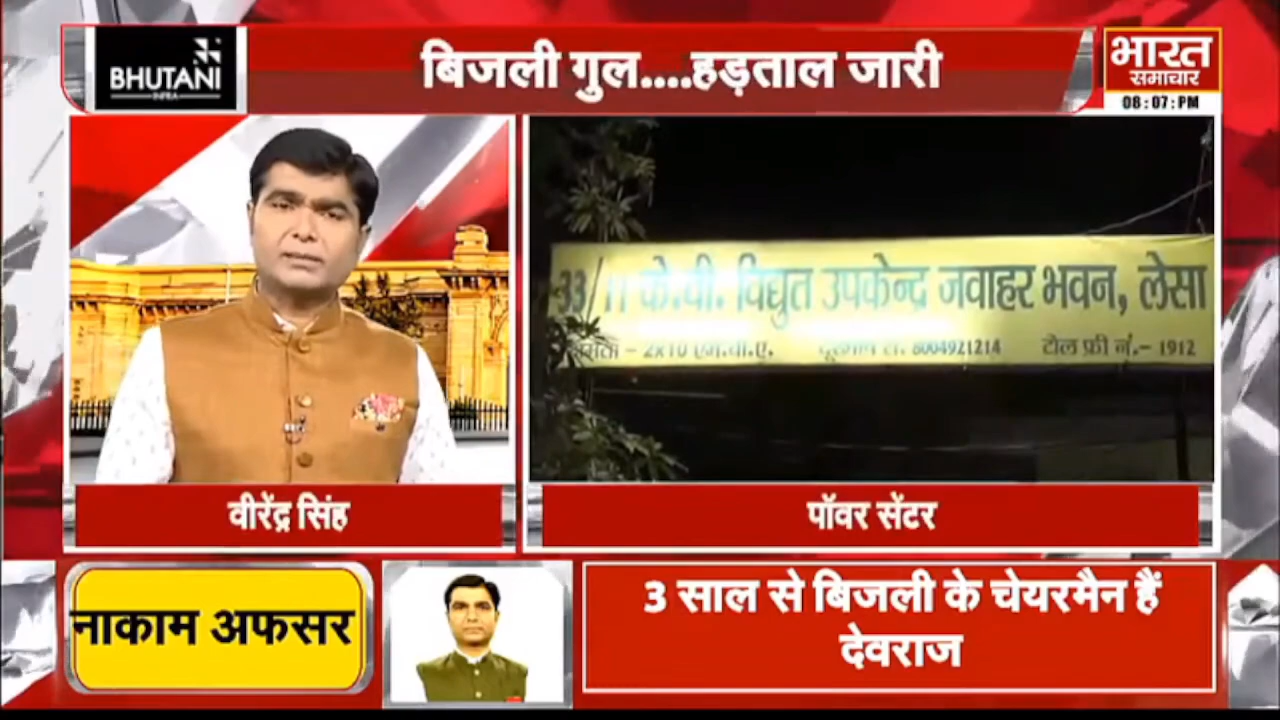 BHUTANI
INFRA
बिजली गुल....हड़ताल जारी
भारत
समाचार
08:07:PM
33/11 के.वी. विद्युत उपकेन्द्र जवाहर भवन, लेसा
- 2x10 एम.वी.ए. 8004921214 टोल फ्री नं.- 1912
वीरेंद्र सिंह
पॉवर सेंटर
नाकाम अफसर
3 साल से बिजली के चेयरमैन हैं
देवराज